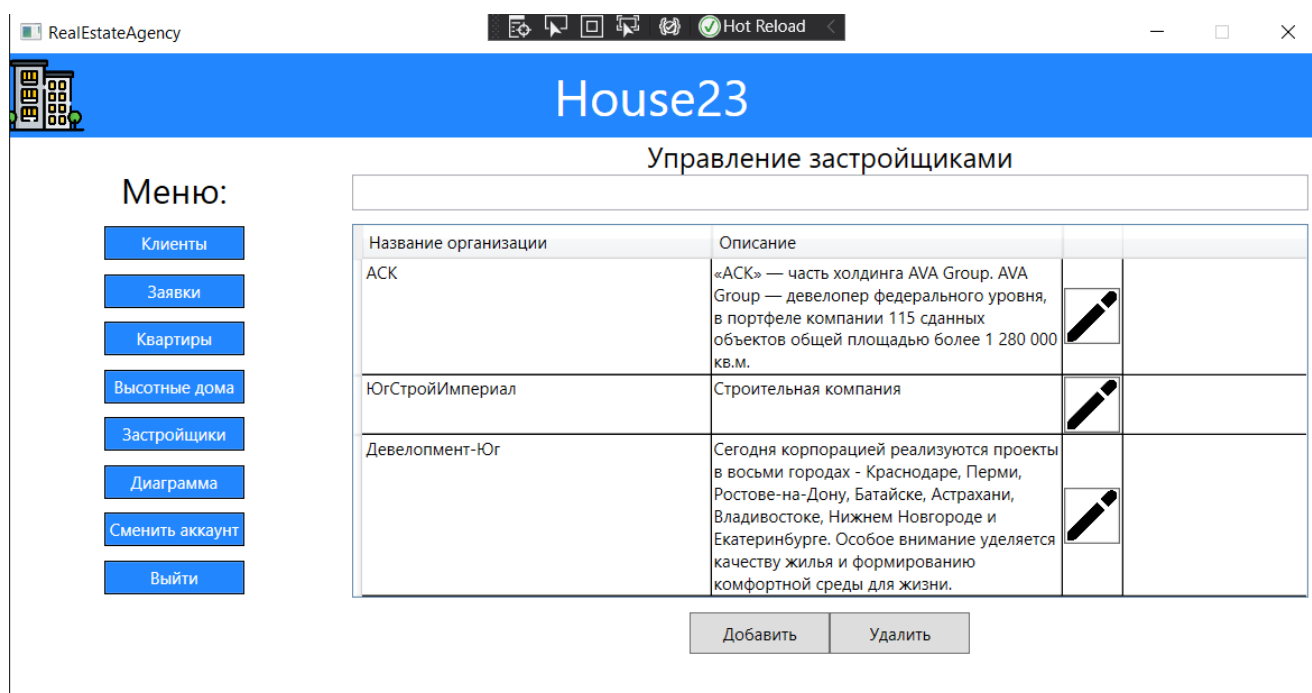 RealEstateAgency
Hot Reload
House23
Управление застройщиками
Меню:
Клиенты
Заявки
Квартиры
Высотные дома
Застройщики
Диаграмма
Сменить аккаунт
Выйти
Название организации
Описание
АСК
«АСК» — часть холдинга AVA Group. AVA
Group — девелопер федерального уровня,
в портфеле компании 115 сданных
объектов общей площадью более 1 280 000
кв.м.
ЮгСтройИмпериал
Строительная компания
Девелопмент-Юг
Сегодня корпорацией реализуются проекты
в восьми городах - Краснодаре, Перми,
Ростове-на-Дону, Батайске, Астрахани,
Владивостоке, Нижнем Новгороде и
Екатеринбурге. Особое внимание уделяется
качеству жилья и формированию
комфортной среды для жизни.
Добавить
Удалить